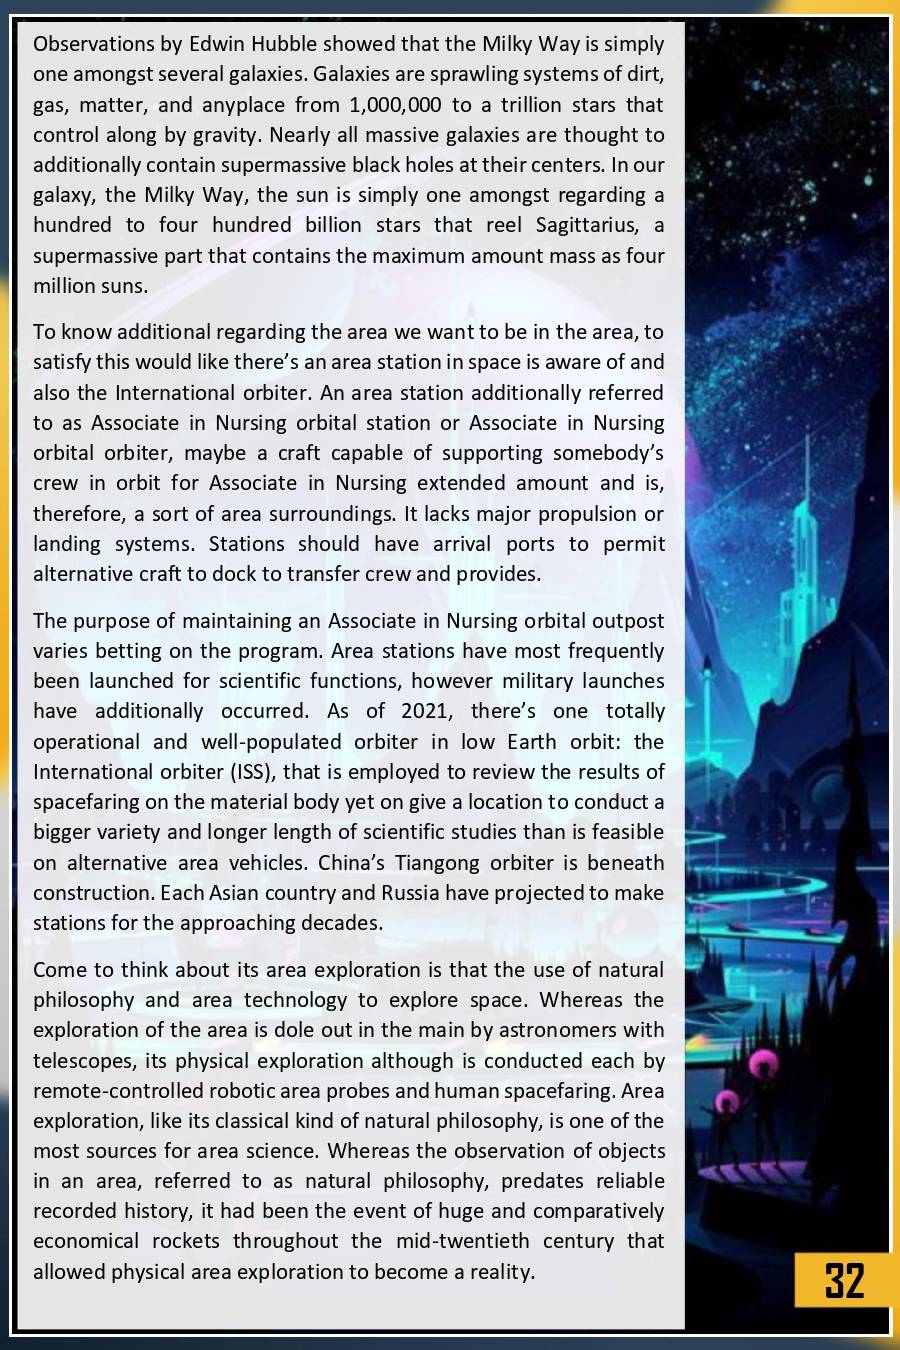 Observations by Edwin Hubble showed that the Milky Way is simply
one amongst several galaxies. Galaxies are sprawling systems of dirt,
gas, matter, and anyplace from 1,000,000 to a trillion stars that
control along by gravity. Nearly all massive galaxies are thought to
additionally contain supermassive black holes at their centers. In our
galaxy, the Milky Way, the sun is simply one amongst regarding a
hundred to four hundred billion stars that reel Sagittarius, a
supermassive part that contains the maximum amount mass as four
million suns.
To know additional regarding the area we want to be in the area, to
satisfy this would like there’s an area station in space is aware of and
also the International orbiter. An area station additionally referred
to as Associate in Nursing orbital station or Associate in Nursing
orbital orbiter, maybe a craft capable of supporting somebody’s
crew in orbit for Associate in Nursing extended amount and is,
therefore, a sort of area surroundings. It lacks major propulsion or
landing systems. Stations should have arrival ports to permit
alternative craft to dock to transfer crew and provides.
The purpose of maintaining an Associate in Nursing orbital outpost
varies betting on the program. Area stations have most frequently
been launched for scientific functions, however military launches
have additionally occurred. As of 2021, there’s one totally
operational and well-populated orbiter in low Earth orbit: the
International orbiter (ISS), that is employed to review the results of
spacefaring on the material body yet on give a location to conduct a
bigger variety and longer length of scientific studies than is feasible
on alternative area vehicles. China’s Tiangong orbiter is beneath
construction. Each Asian country and Russia have projected to make
stations for the approaching decades.
Come to think about its area exploration is that the use of natural
philosophy and area technology to explore space. Whereas the
exploration of the area is dole out in the main by astronomers with
telescopes, its physical exploration although is conducted each by
remote-controlled robotic area probes and human spacefaring. Area
exploration, like its classical kind of natural philosophy, is one of the
most sources for area science. Whereas the observation of objects
in an area, referred to as natural philosophy, predates reliable
recorded history, it had been the event of huge and comparatively
economical rockets throughout the mid-twentieth century that
allowed physical area exploration to become a reality.
32